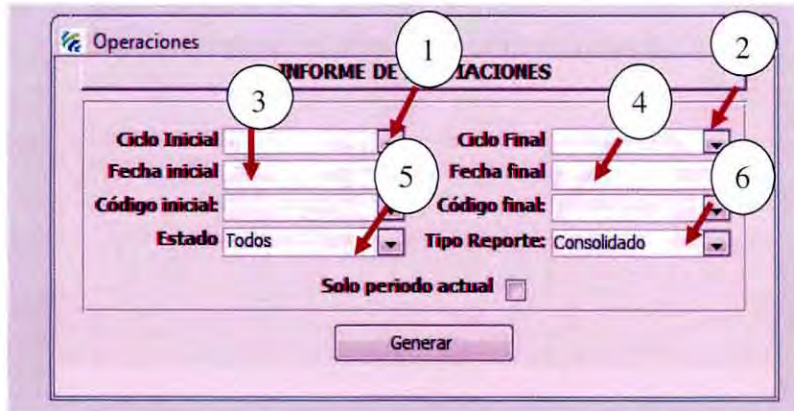 Operaciones
1
2
INFORME DE IACIONES
3
4
Ciclo Inicial
Ciclo Final
Fecha inicial
Fecha final
5
6
Código inicial:
Código final:
Estado Todos
Tipo Reporte: Consolidado
Solo periodo actual
Generar